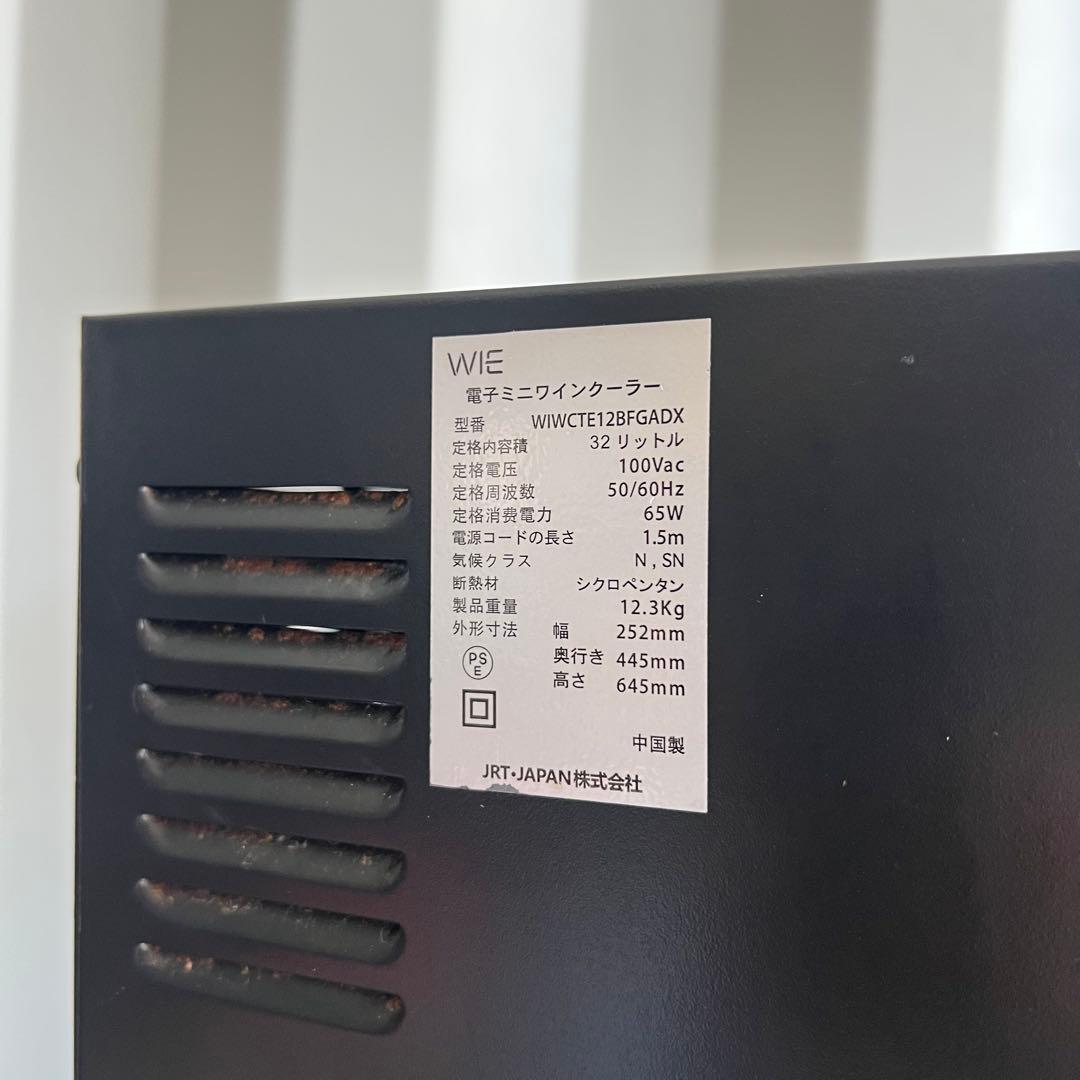 WIE
電子ミニワインクーラー
型番 WIWCTE12BFGADX
定格内容積 32 リットル
定格電圧 100Vac
定格周波数 50/60Hz
定格消費電力 65W
電源コードの長さ 1.5m
気候クラス N , SN
断熱材 シクロペンタン
製品重量 12.3Kg
外形寸法 幅 252mm
奥行き 445mm
高さ 645mm
PS
E
中国製
JRT・JAPAN株式会社